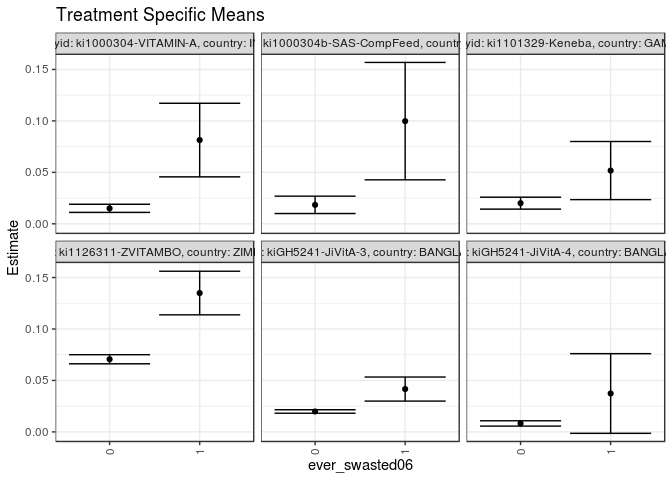 Treatment Specific Means
yid: ki1000304-VITAMIN-A, country: I
ki1000304b-SAS-CompFeed, countr
yid: ki1101329-Keneba, country: GAM
0.15
0.10
0.05
0.00
: ki1126311-ZVITAMBO, country: ZIM
: kiGH5241-JiVitA-3, country: BANGLA
: kiGH5241-JiVitA-4, country: BANGLA
0.15
0.10
0.05
0.00
Estimate
0
1
0
1
0
1
ever_swasted06